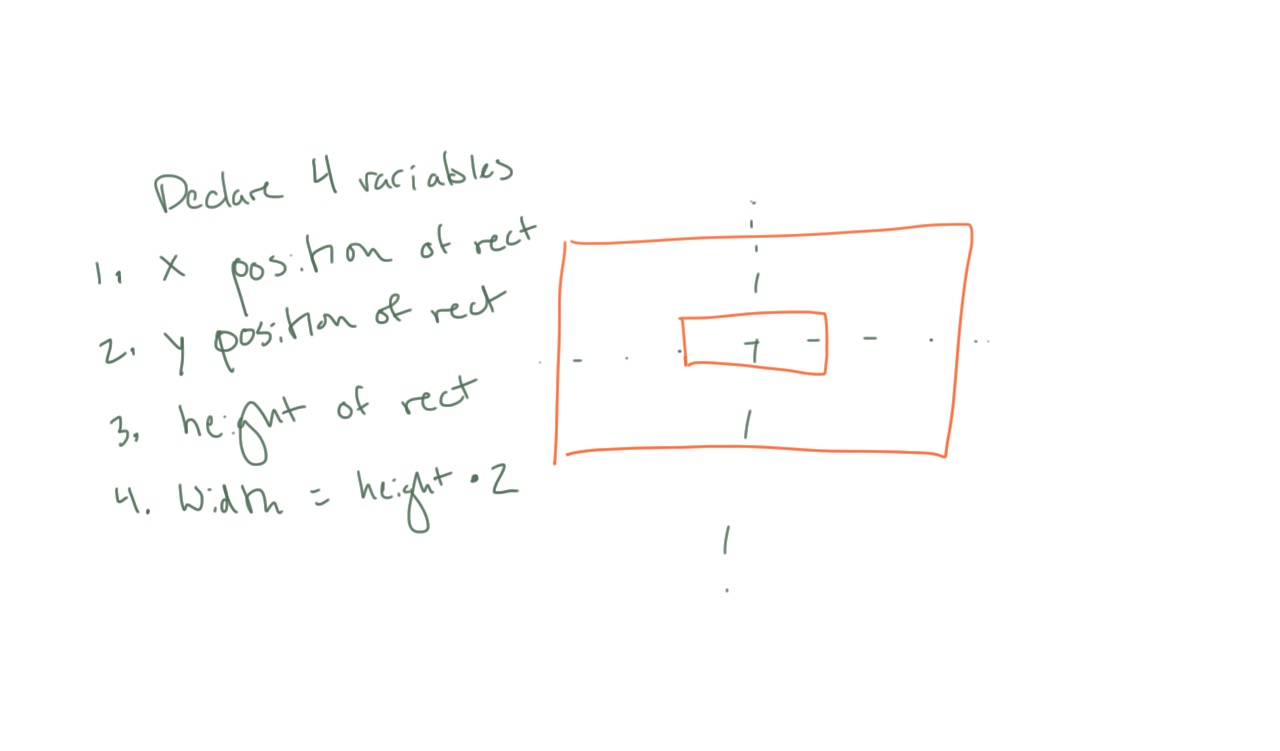 Declare 4 variables
1. x position of rect
2. y position of rect
3. height of rect
4. Width = height · 2